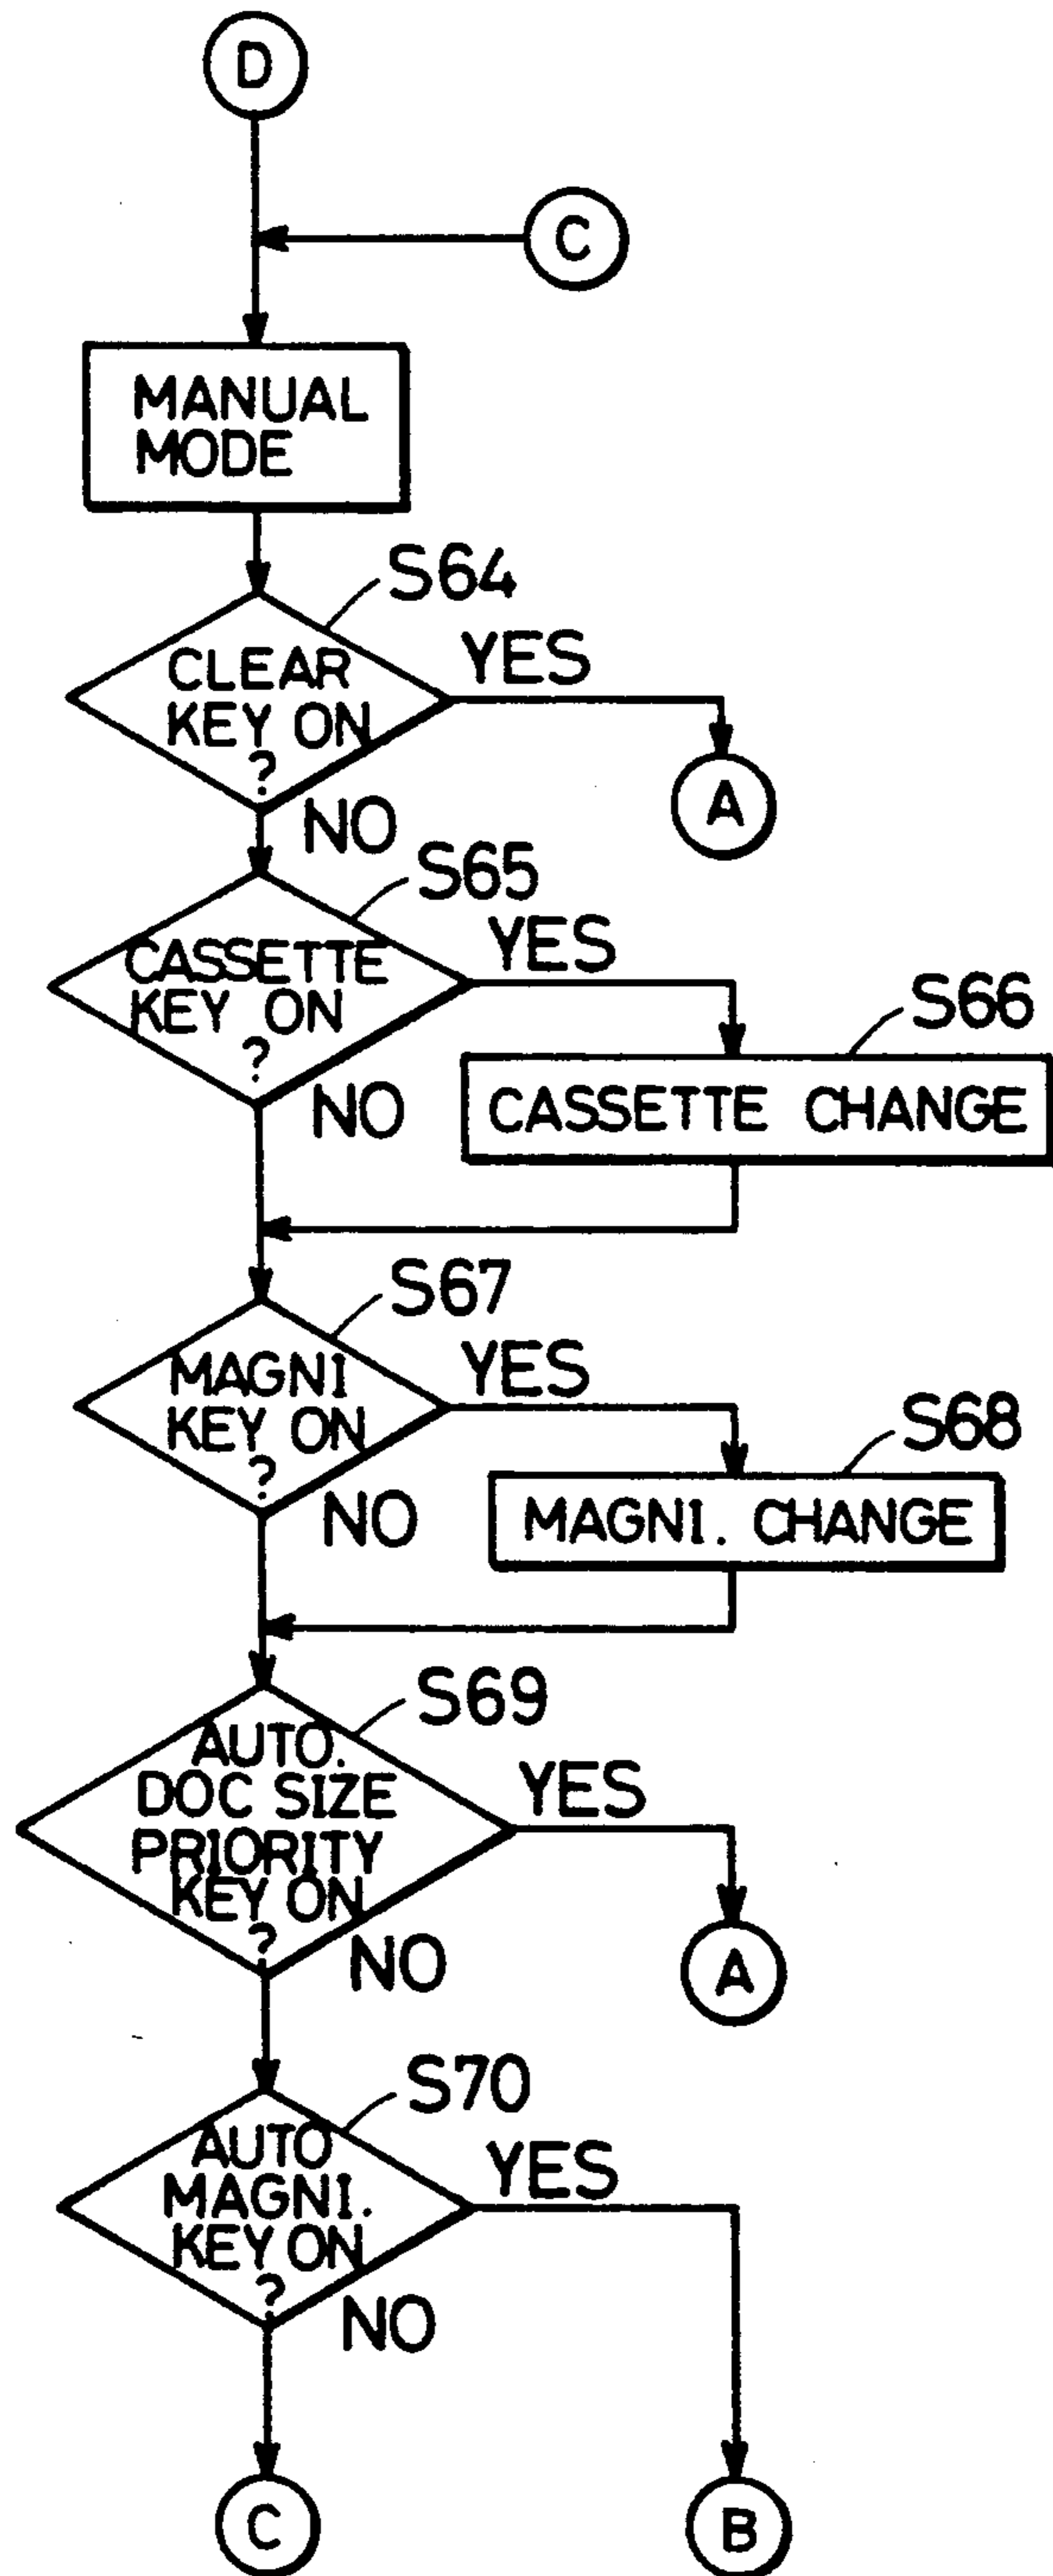 D
C
MANUAL
MODE
S64
CLEAR
KEY ON
?
YES
A
NO
S65
CASSETTE
KEY ON
?
YES
S66
CASSETTE CHANGE
NO
S67
MAGNI
KEY ON
?
YES
S68
MAGNI. CHANGE
NO
S69
AUTO.
DOC SIZE
PRIORITY
KEY ON
?
YES
A
NO
S70
AUTO
MAGNI.
KEY ON
?
YES
NO
C
B